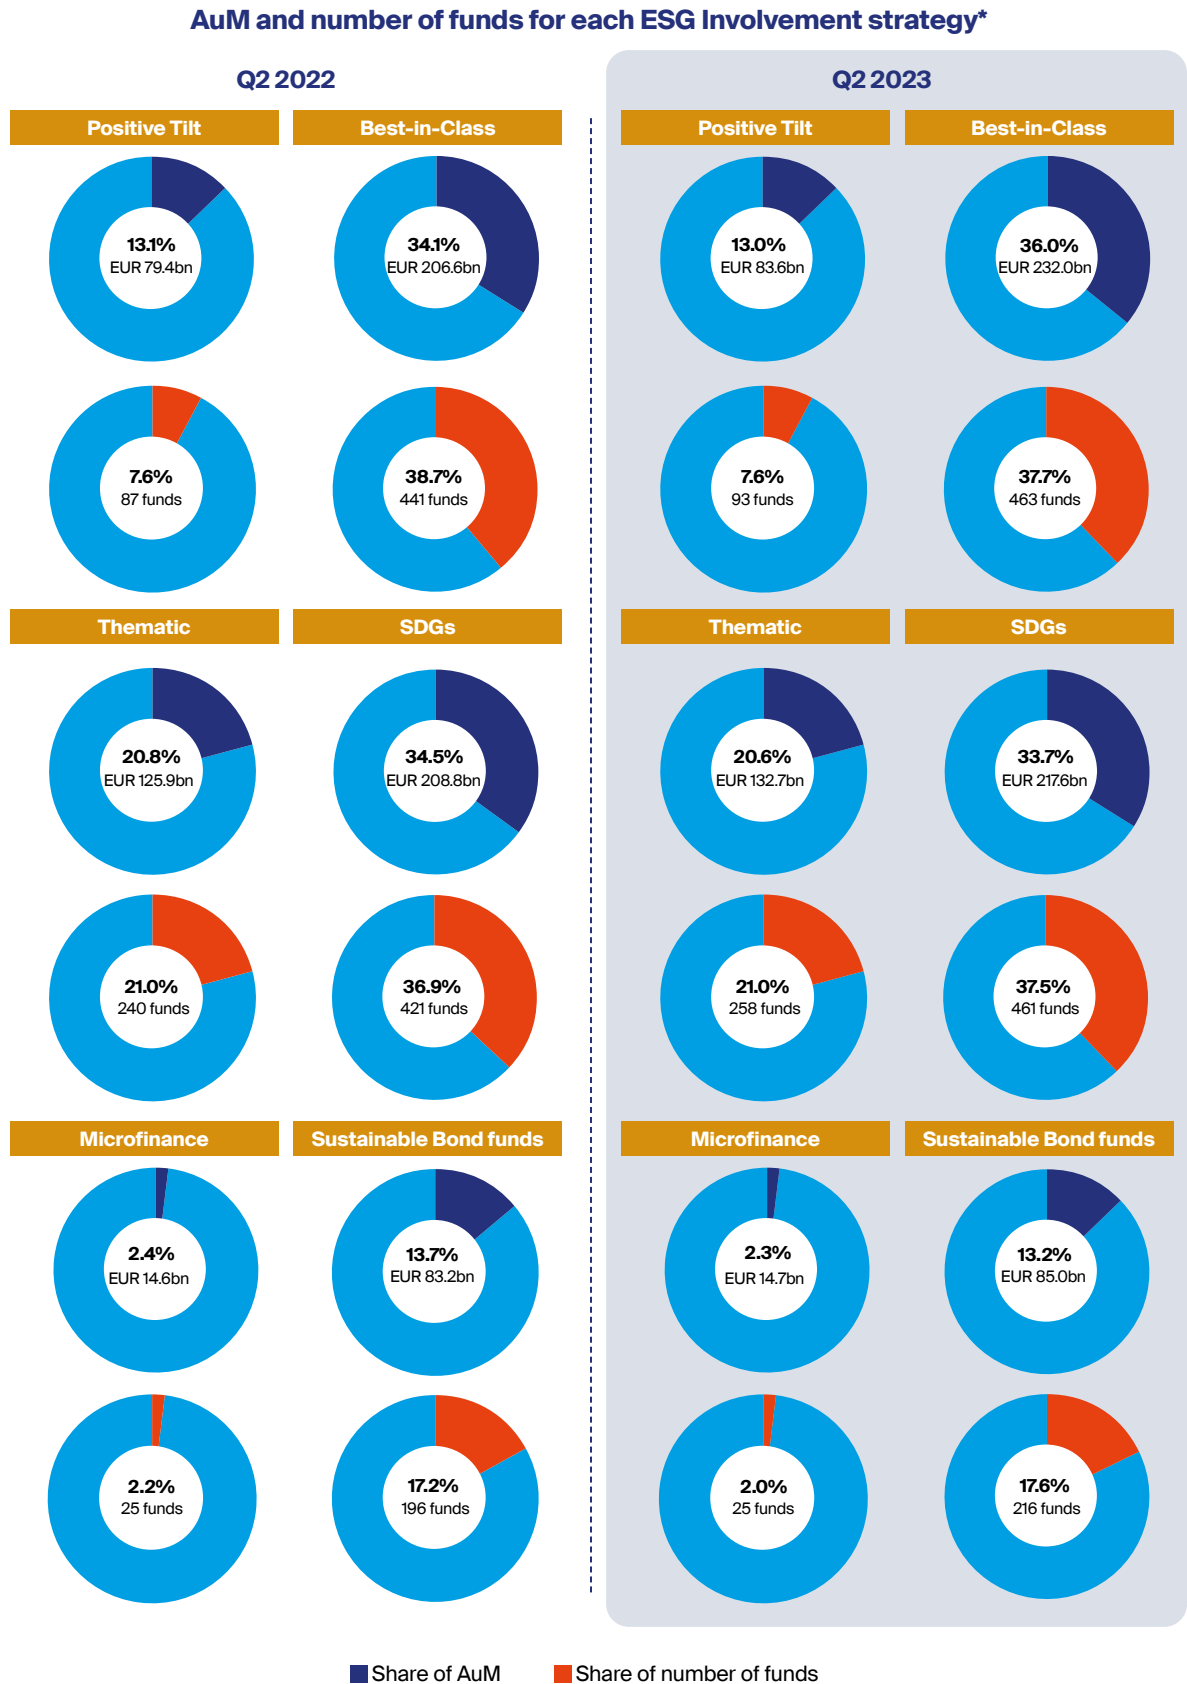 AuM and number of funds for each ESG Involvement strategy*
Q2 2022
Positive Tilt
Best-in-Class
13.1%
EUR 79.4bn
34.1%
EUR 206.6bn
7.6%
87 funds
38.7%
441 funds
Thematic
SDGs
20.8%
EUR 125.9bn
34.5%
EUR 208.8bn
21.0%
240 funds
36.9%
421 funds
Microfinance
Sustainable Bond funds
2.4%
EUR 14.6bn
13.7%
EUR 83.2bn
2.2%
25 funds
17.2%
196 funds
Q2 2023
Positive Tilt
Best-in-Class
13.0%
EUR 83.6bn
36.0%
EUR 232.0bn
7.6%
93 funds
37.7%
463 funds
Thematic
SDGs
20.6%
EUR 132.7bn
33.7%
EUR 217.6bn
21.0%
258 funds
37.5%
461 funds
Microfinance
Sustainable Bond funds
2.3%
EUR 14.7bn
13.2%
EUR 85.0bn
2.0%
25 funds
17.6%
216 funds
Share of AuM
Share of number of funds